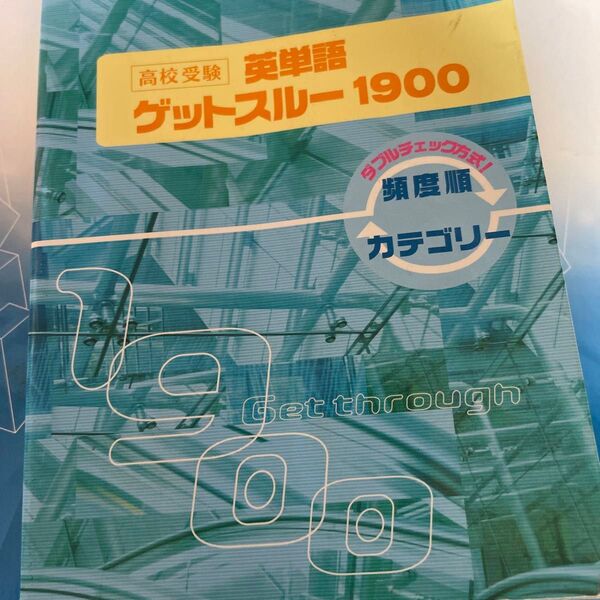 高校受験 英単語
ゲットスルー1900
ダブルチェック方式!
頻度順
カテゴリー
1900
Get through